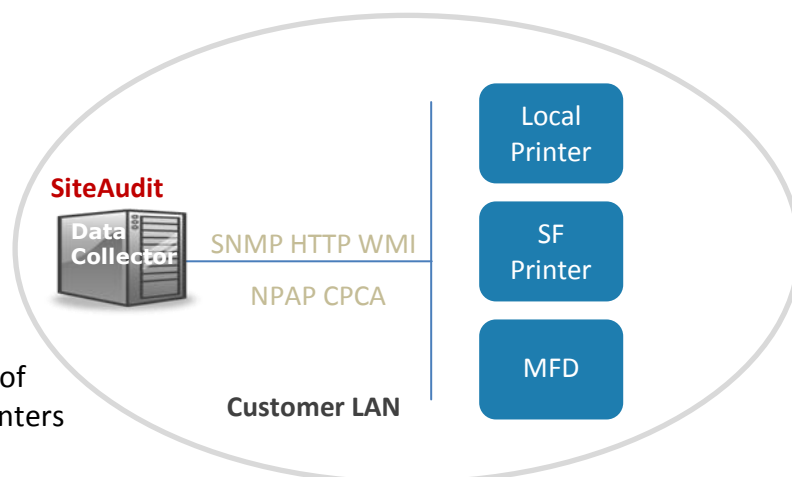 Local
Printer
SiteAudit
Data
Collector
SNMP HTTP WMI
SF
Printer
NPAP CPCA
MFD
of
nters
Customer LAN